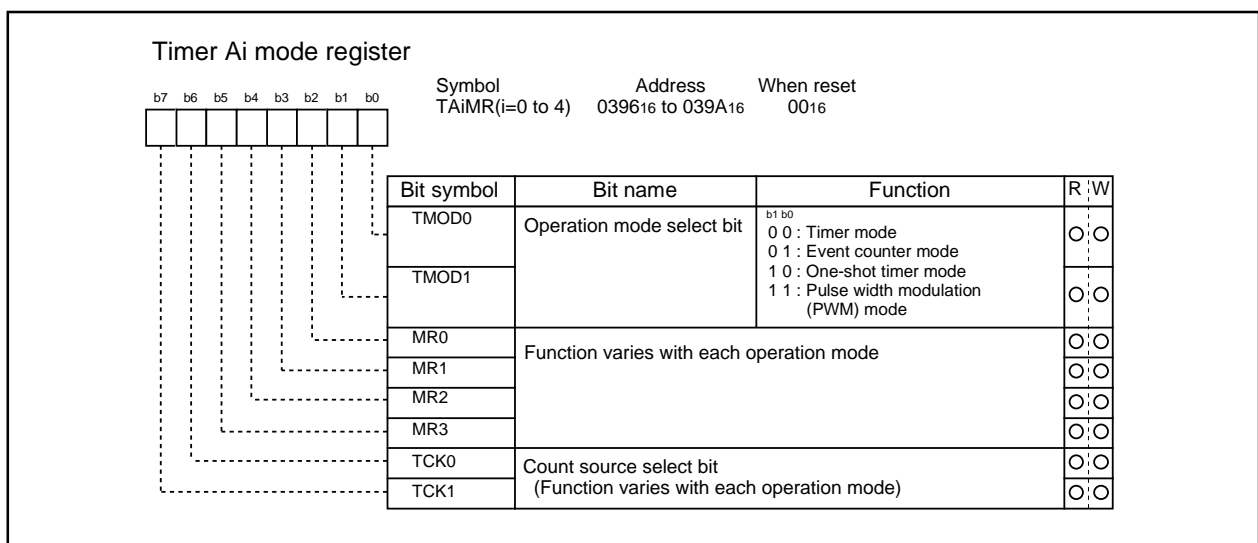 Timer Ai mode register
Symbol Address When reset
TAiMR(i=0 to 4) 039616 to 039A16 0016
b7 b6 b5 b4 b3 b2 b1 b0
Bit symbol Bit name Function R W
TMOD0 Operation mode select bit
b1 b0
0 0 : Timer mode
0 1 : Event counter mode
1 0 : One-shot timer mode
TMOD1
1 1 : Pulse width modulation
(PWM) mode
MR0
Function varies with each operation mode
MR1
MR2
MR3
TCK0
Count source select bit
(Function varies with each operation mode)
TCK1